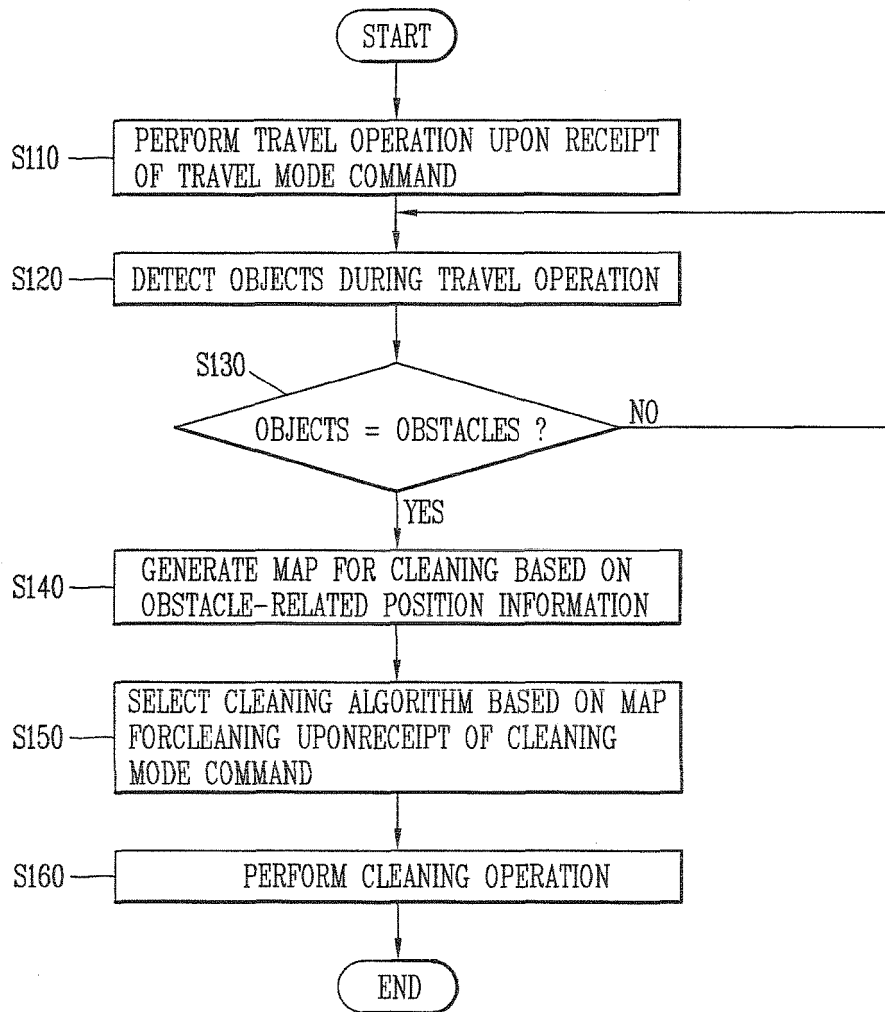 START
S110
PERFORM TRAVEL OPERATION UPON RECEIPT
OF TRAVEL MODE COMMAND
S120
DETECT OBJECTS DURING TRAVEL OPERATION
S130
OBJECTS = OBSTACLES ?
NO
YES
S140
GENERATE MAP FOR CLEANING BASED ON
OBSTACLE-RELATED POSITION INFORMATION
S150
SELECT CLEANING ALGORITHM BASED ON MAP
FORCLEANING UPONRECEIPT OF CLEANING
MODE COMMAND
S160
PERFORM CLEANING OPERATION
END